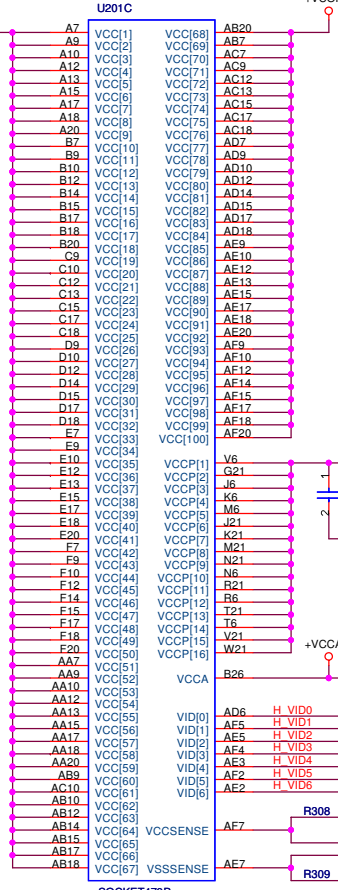 U201C
A7 VCC[1] VCC[68] AB20
A9 VCC[2] VCC[69] AB7
A10 VCC[3] VCC[70] AC7
A12 VCC[4] VCC[71] AC9
A13 VCC[5] VCC[72] AC12
A15 VCC[6] VCC[73] AC13
A17 VCC[7] VCC[74] AC15
A18 VCC[8] VCC[75] AC17
A20 VCC[9] VCC[76] AC18
B7 VCC[10] VCC[77] AD7
B9 VCC[11] VCC[78] AD9
B10 VCC[12] VCC[79] AD10
B12 VCC[13] VCC[80] AD12
B14 VCC[14] VCC[81] AD14
B15 VCC[15] VCC[82] AD15
B17 VCC[16] VCC[83] AD17
B18 VCC[17] VCC[84] AD18
B20 VCC[18] VCC[85] AE9
C9 VCC[19] VCC[86] AE10
C10 VCC[20] VCC[87] AE12
C12 VCC[21] VCC[88] AE13
C13 VCC[22] VCC[89] AE15
C15 VCC[23] VCC[90] AE17
C17 VCC[24] VCC[91] AE18
C18 VCC[25] VCC[92] AE20
D9 VCC[26] VCC[93] AF9
D10 VCC[27] VCC[94] AF10
D12 VCC[28] VCC[95] AF12
D14 VCC[29] VCC[96] AF14
D15 VCC[30] VCC[97] AF15
D17 VCC[31] VCC[98] AF17
D18 VCC[32] VCC[99] AF18
E7 VCC[33] VCC[100] AF20
E9 VCC[34]
E10 VCC[35] VCCP[1] V6
E12 VCC[36] VCCP[2] G21
E13 VCC[37] VCCP[3] J6 1
E15 VCC[38] VCCP[4] K6
E17 VCC[39] VCCP[5] M6 2
E18 VCC[40] VCCP[6] J21
E20 VCC[41] VCCP[7] K21
F7 VCC[42] VCCP[8] M21
F9 VCC[43] VCCP[9] N21
F10 VCC[44] VCCP[10] N6
F12 VCC[45] VCCP[11] R21
F14 VCC[46] VCCP[12] R6
F15 VCC[47] VCCP[13] T21
F17 VCC[48] VCCP[14] T6
F18 VCC[49] VCCP[15] V21
F20 VCC[50] VCCP[16] W21 +VCCA
AA7 VCC[51]
AA9 VCC[52] VCCA B26
AA10 VCC[53]
AA12 VCC[54]
AA13 VCC[55] VID[0] AD6 H_VID0
AA15 VCC[56] VID[1] AF5 H_VID1
AA17 VCC[57] VID[2] AE5 H_VID2
AA18 VCC[58] VID[3] AF4 H_VID3
AA20 VCC[59] VID[4] AE3 H_VID4
AB9 VCC[60] VID[5] AF2 H_VID5
AC10 VCC[61] VID[6] AE2 H_VID6
AB10 VCC[62]
AB12 VCC[63] R308
AB14 VCC[64] VCCSENSE AF7
AB15 VCC[65]
AB17 VCC[66]
AB18 VCC[67] VSSSENSE AE7
R309